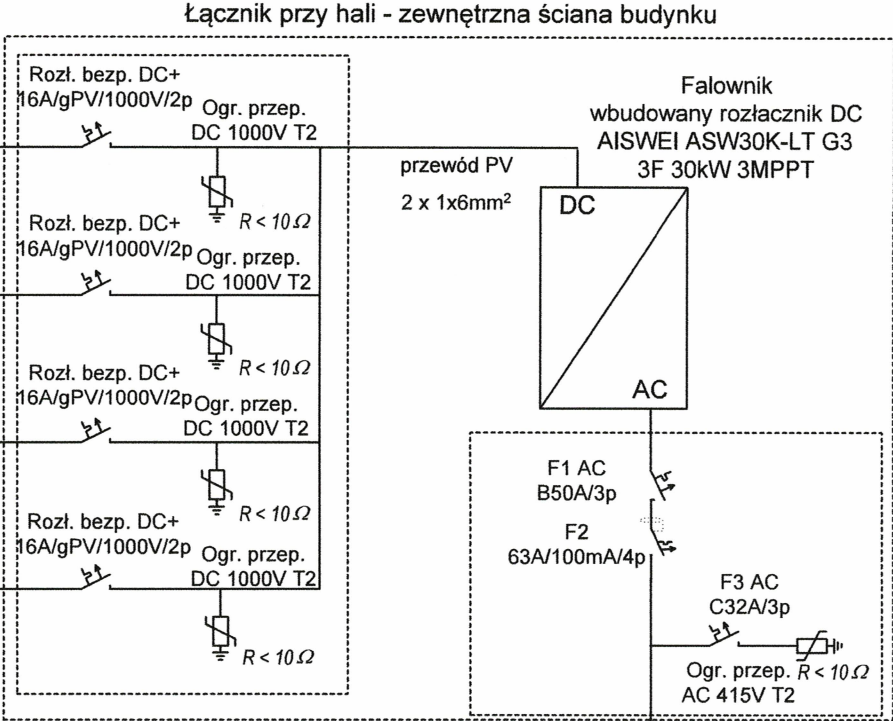 Łącznik przy hali - zewnętrzna ściana budynku
Rozł. bezp. DC+
16A/gPV/1000V/2p
Ogr. przep.
DC 1000V T2
R < 10Ω
Rozł. bezp. DC+
16A/gPV/1000V/2p
Ogr. przep.
DC 1000V T2
R < 10Ω
Rozł. bezp. DC+
16A/gPV/1000V/2p
Ogr. przep.
DC 1000V T2
R < 10Ω
Rozł. bezp. DC+
16A/gPV/1000V/2p
Ogr. przep.
DC 1000V T2
R < 10Ω
przewód PV
2 x 1x6mm²
Falownik
wbudowany rozłacznik DC
AISWEI ASW30K-LT G3
3F 30kW 3MPPT
DC
AC
F1 AC
B50A/3p
F2
63A/100mA/4p
F3 AC
C32A/3p
Ogr. przep. R < 10Ω
AC 415V T2